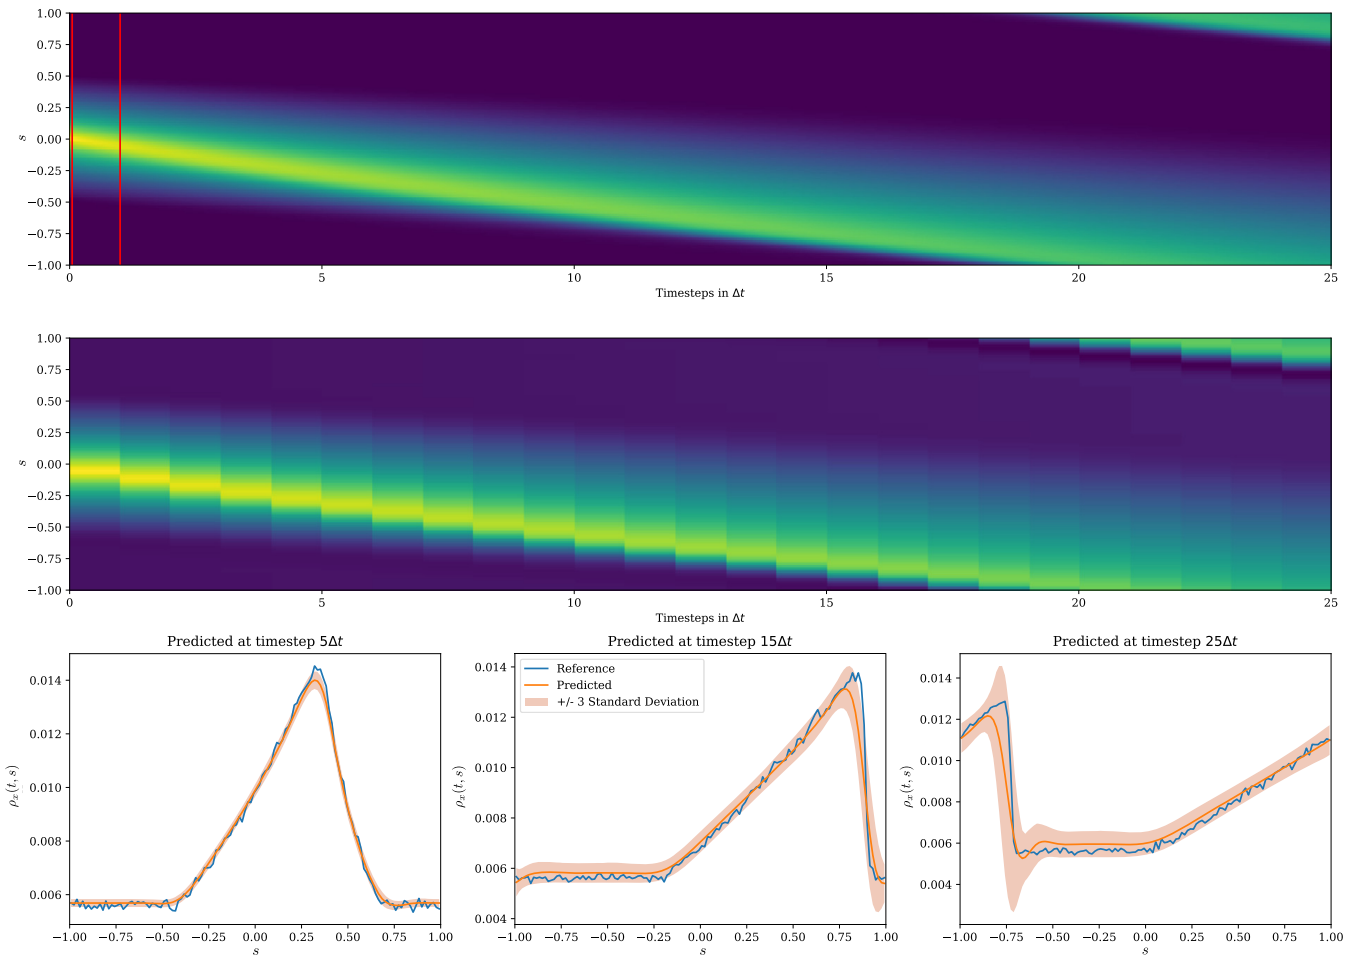 1.00
0.75
0.50
0.25
0.00
−0.25
−0.50
−0.75
−1.00
s
0 5 10 15 20 25
Timesteps in Δt
1.00
0.75
0.50
0.25
0.00
−0.25
−0.50
−0.75
−1.00
s
0 5 10 15 20 25
Timesteps in Δt
Predicted at timestep 5Δt
0.014
0.012
0.010
0.008
0.006
ρₓ(t, s)
−1.00 −0.75 −0.50 −0.25 0.00 0.25 0.50 0.75 1.00
s
Predicted at timestep 15Δt
Reference
Predicted
+/- 3 Standard Deviation
0.014
0.012
0.010
0.008
0.006
0.004
ρₓ(t, s)
−1.00 −0.75 −0.50 −0.25 0.00 0.25 0.50 0.75 1.00
s
Predicted at timestep 25Δt
0.014
0.012
0.010
0.008
0.006
0.004
ρₓ(t, s)
−1.00 −0.75 −0.50 −0.25 0.00 0.25 0.50 0.75 1.00
s